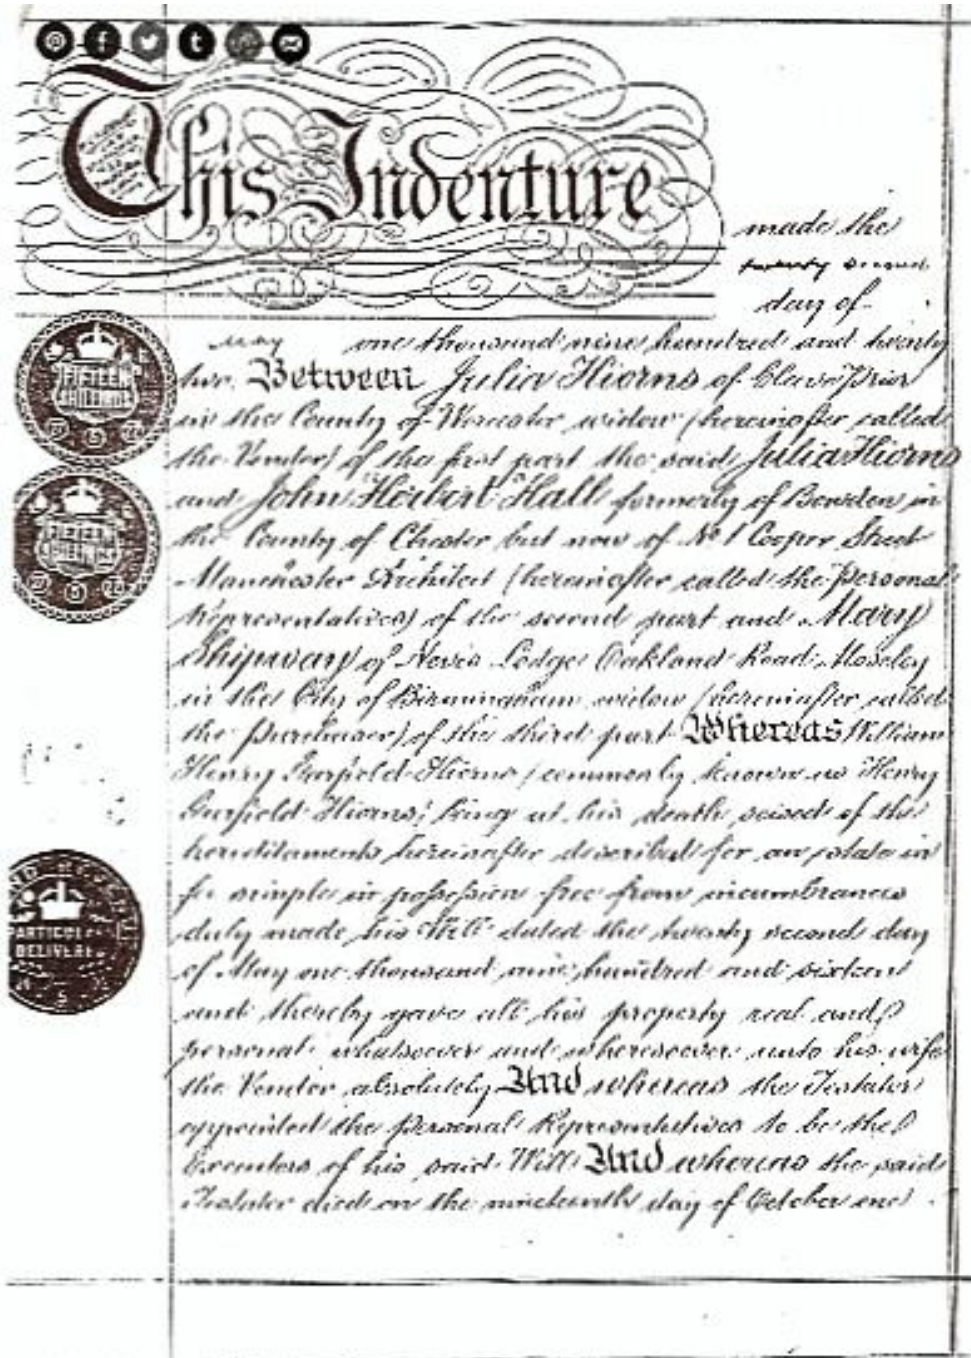 This Indenture
made the
twenty second
day of
May one thousand nine hundred and twenty
two Between Julia Hiorns of Cleeve Prior
in the County of Worcester widow (hereinafter called
the Vendor) of the first part the said Julia Hiorns
and John Herbert Hall formerly of Bowden in
the County of Chester but now of No 1 Cooper Street
Manchester Architect (hereinafter called the Personal
Representatives) of the second part and Mary
Shipway of Nevis Lodge Oakland Road Moseley
in the City of Birmingham widow (hereinafter called
the Purchaser) of the third part Whereas William
Henry Garfield Hiorns (commonly known as Henry
Garfield Hiorns) being at his death seised of the
hereditaments hereinafter described for an estate in
fee simple in possession free from incumbrances
duly made his Will dated the twenty second day
of May one thousand nine hundred and sixteen
and thereby gave all his property real and
personal whatsoever and wheresoever unto his wife
the Vendor absolutely And whereas the Testator
appointed the Personal Representatives to be the
Executors of his said Will And whereas the said
Testator died on the nineteenth day of October one
FIFTEEN
SHILLINGS
FIFTEEN
SHILLINGS
PARTICULARS
DELIVERED